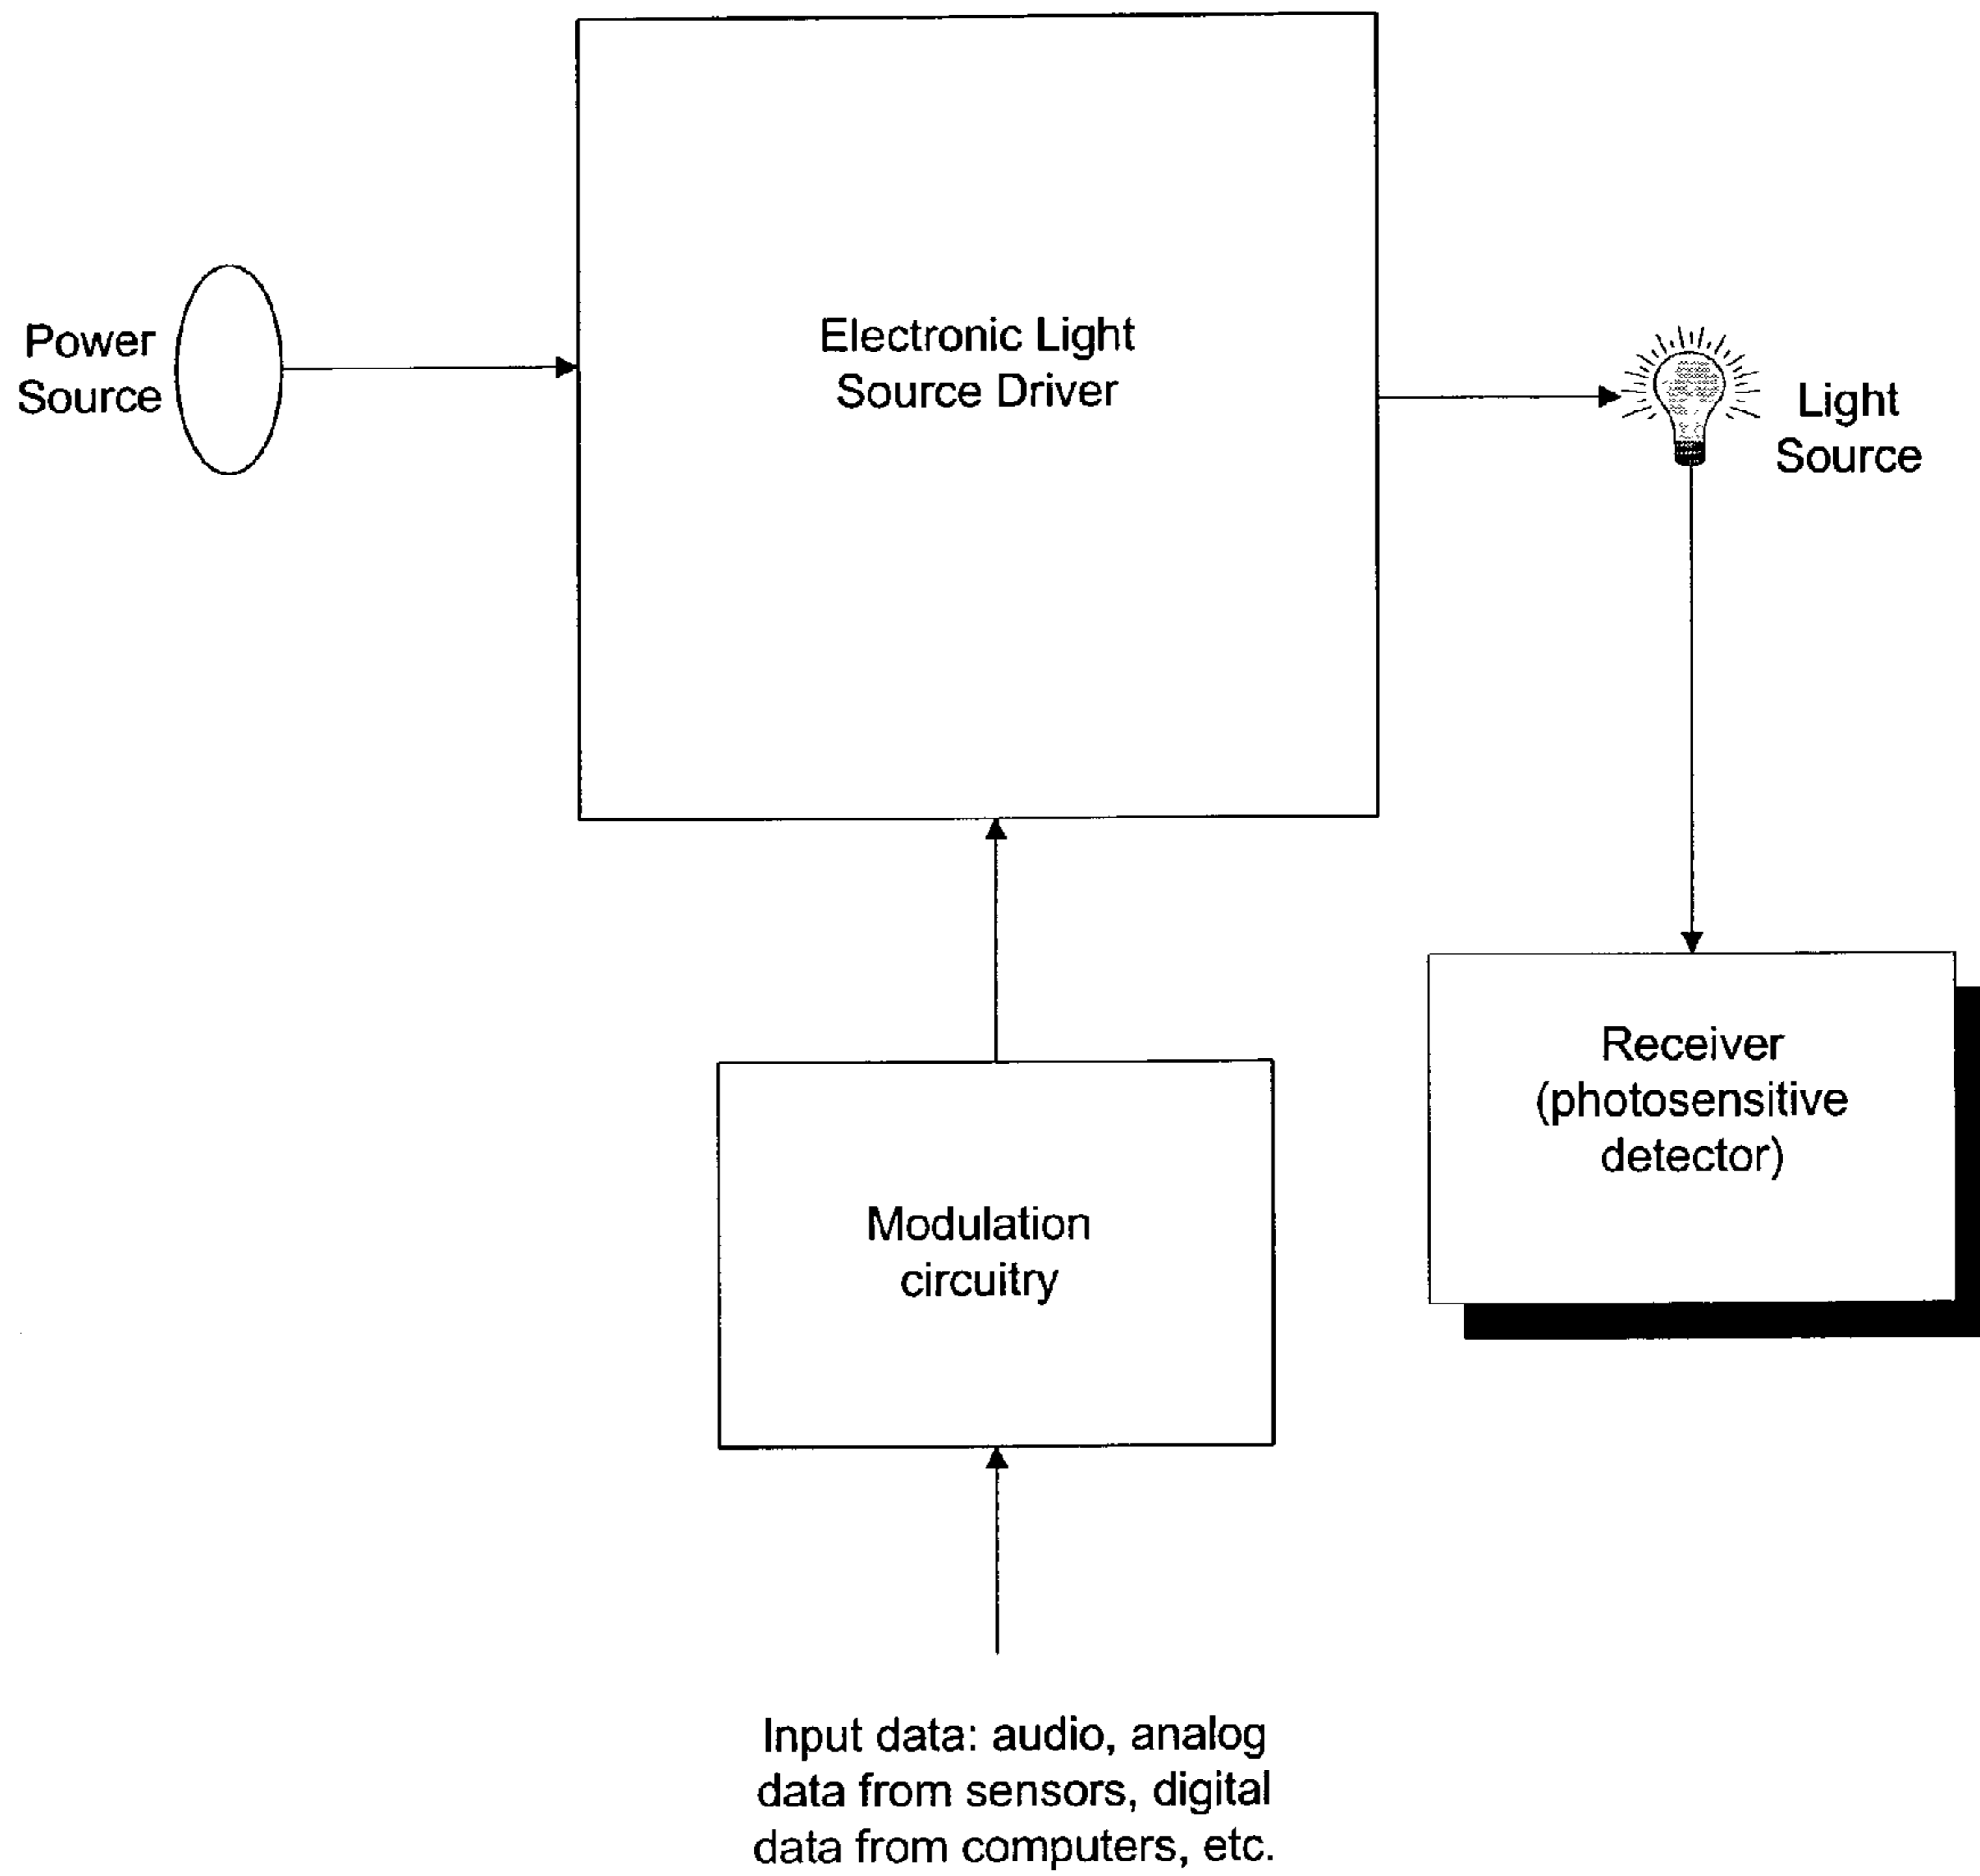 Power
Source
Electronic Light
Source Driver
Light
Source
Receiver
(photosensitive
detector)
Modulation
circuitry
Input data: audio, analog
data from sensors, digital
data from computers, etc.